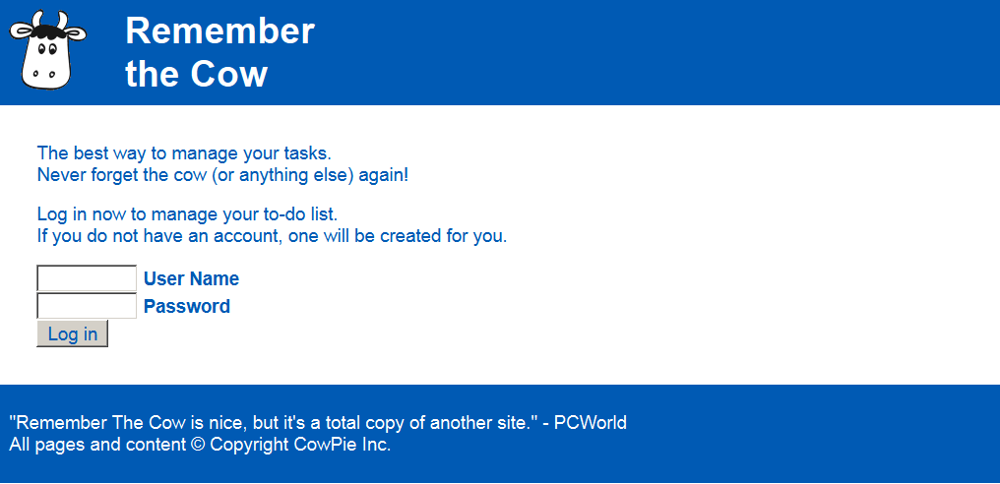 Remember
the Cow
The best way to manage your tasks.
Never forget the cow (or anything else) again!
Log in now to manage your to-do list.
If you do not have an account, one will be created for you.
User Name
Password
Log in
"Remember The Cow is nice, but it's a total copy of another site." - PCWorld
All pages and content © Copyright CowPie Inc.